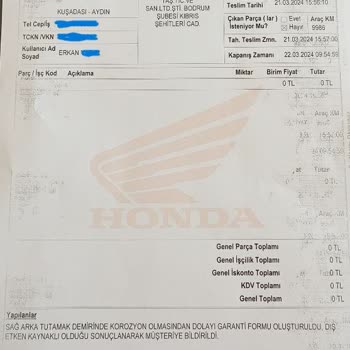 KUŞADASI - AYDIN
Tel Cep/İş
TCKN /VKN
Kullanıcı Ad
Soyad
ERKAN
TAŞ.TİC VE
SAN.LTD.ŞTİ. BODRUM
ŞUBESİ KIBRIS
ŞEHİTLERİ CAD.
Teslim Tarihi
21.03.2024 15:56:10
Çıkan Parça (lar )
İsteniyor Mu?
Evet
Hayır
Araç KM
9989
Tah. Teslim Zmn.
21.03.2024 15:57:00
Kapanış Zamanı
22.03.2024 09:54:59
Parç / İşç Kod
Açıklama
Miktar
Birim Fiyat
Tutar
0 TL
0 TL
HONDA
Genel Parça Toplamı
0 TL
Genel İşçilik Toplamı
0 TL
Genel İskonto Toplamı
0 TL
KDV Toplamı
0 TL
Genel Toplam
0 TL
Yapılanlar
SAĞ ARKA TUTAMAK DEMİRİNDE KOROZYON OLMASINDAN DOLAYI GARANTİ FORMU OLUŞTURULDU. DIŞ
ETKEN KAYNAKLI OLDUĞU SONUÇLANARAK MÜŞTERİYE BİLDİRİLDİ.